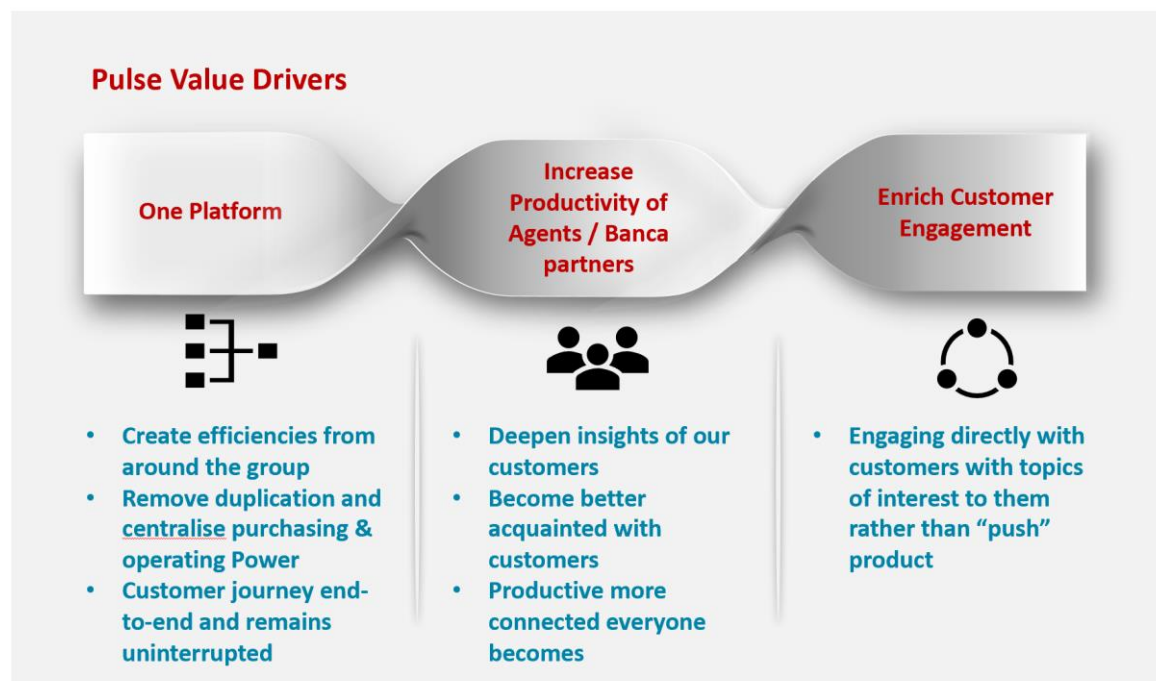 Pulse Value Drivers
One Platform
Increase
Productivity of
Agents / Banca
partners
Enrich Customer
Engagement
• Create efficiencies from
around the group
• Remove duplication and
centralise purchasing &
operating Power
• Customer journey end-
to-end and remains
uninterrupted
• Deepen insights of our
customers
• Become better
acquainted with
customers
• Productive more
connected everyone
becomes
• Engaging directly with
customers with topics
of interest to them
rather than “push”
product